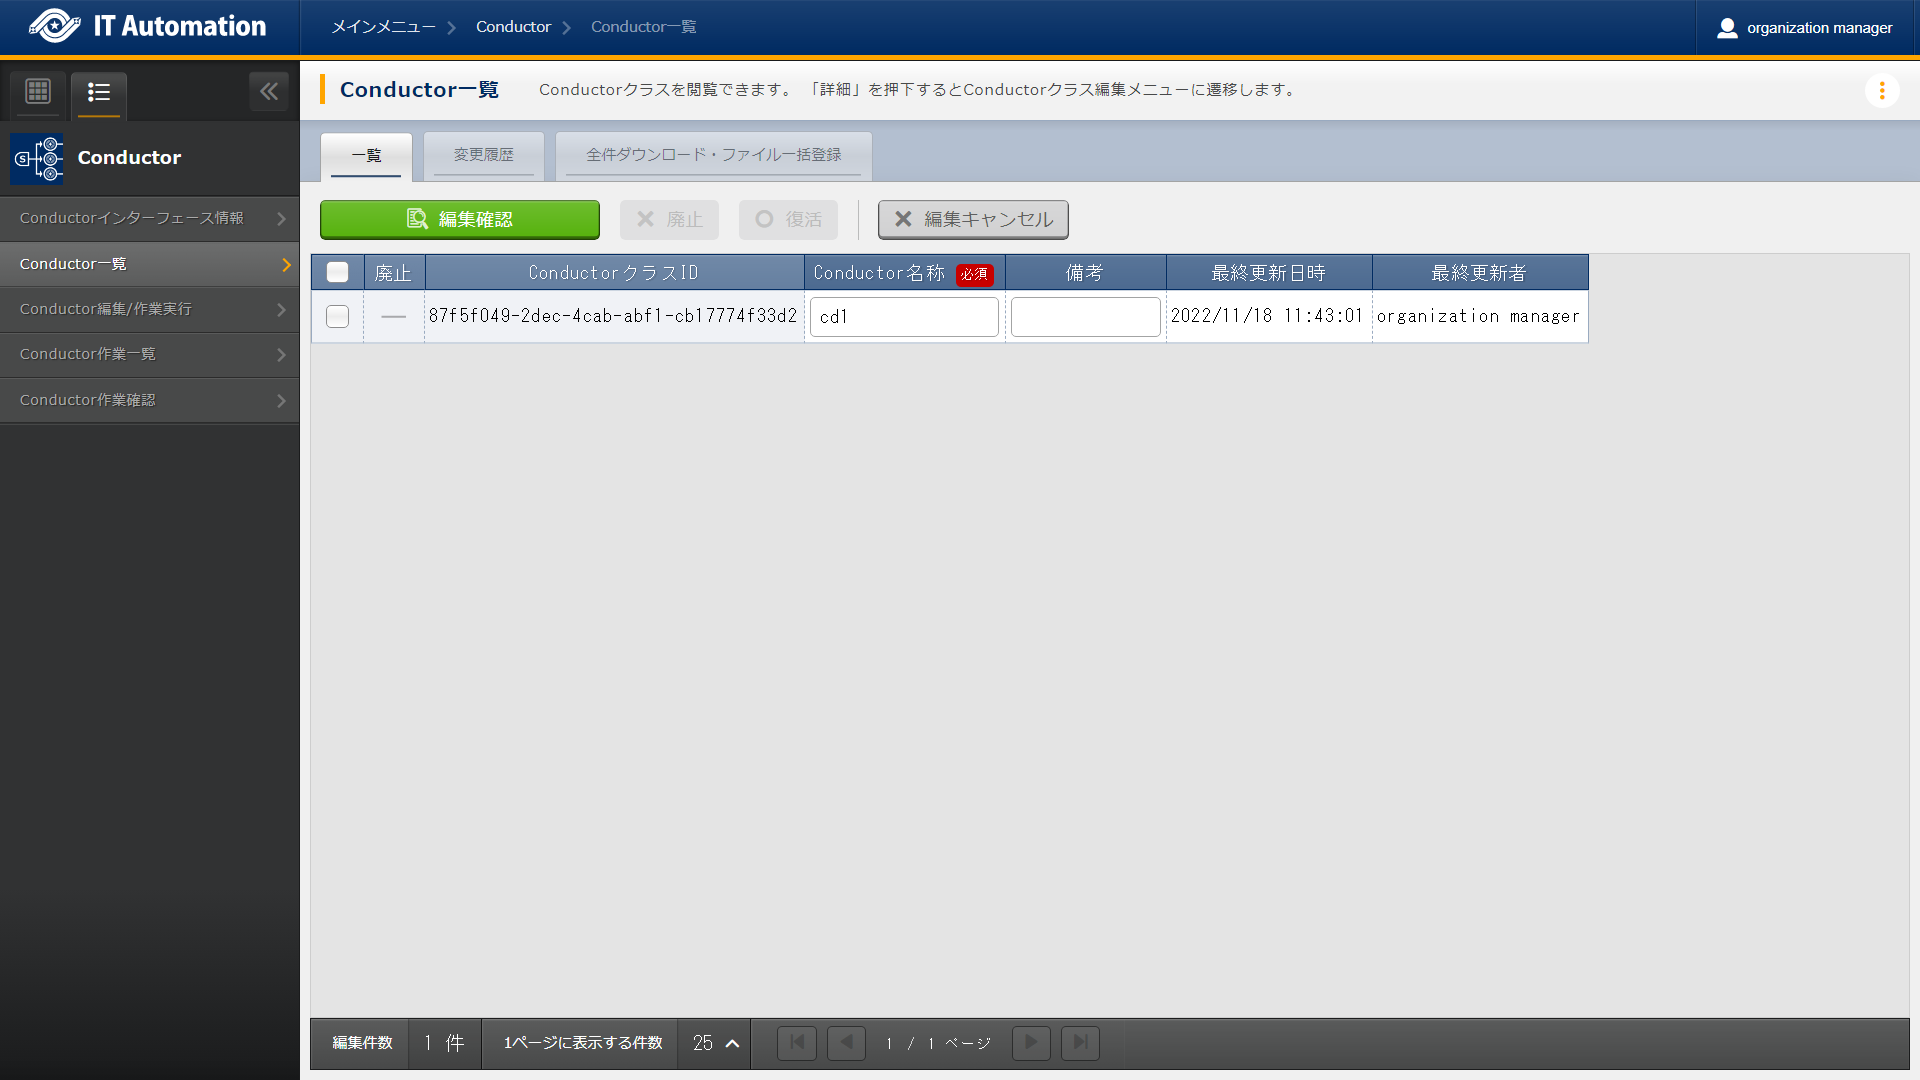 IT Automation
メインメニュー
Conductor
Conductor一覧
organization manager
Conductor一覧
Conductorクラスを閲覧できます。 「詳細」を押下するとConductorクラス編集メニューに遷移します。
S
Conductor
Conductorインターフェース情報
Conductor一覧
Conductor編集/作業実行
Conductor作業一覧
Conductor作業確認
一覧
変更履歴
全件ダウンロード・ファイル一括登録
編集確認
廃止
復活
編集キャンセル
廃止
ConductorクラスID
Conductor名称 必須
備考
最終更新日時
最終更新者
87f5f049-2dec-4cab-abf1-cb17774f33d2
cd1
2022/11/18 11:43:01
organization manager
編集件数
1 件
1ページに表示する件数
25
1 / 1 ページ